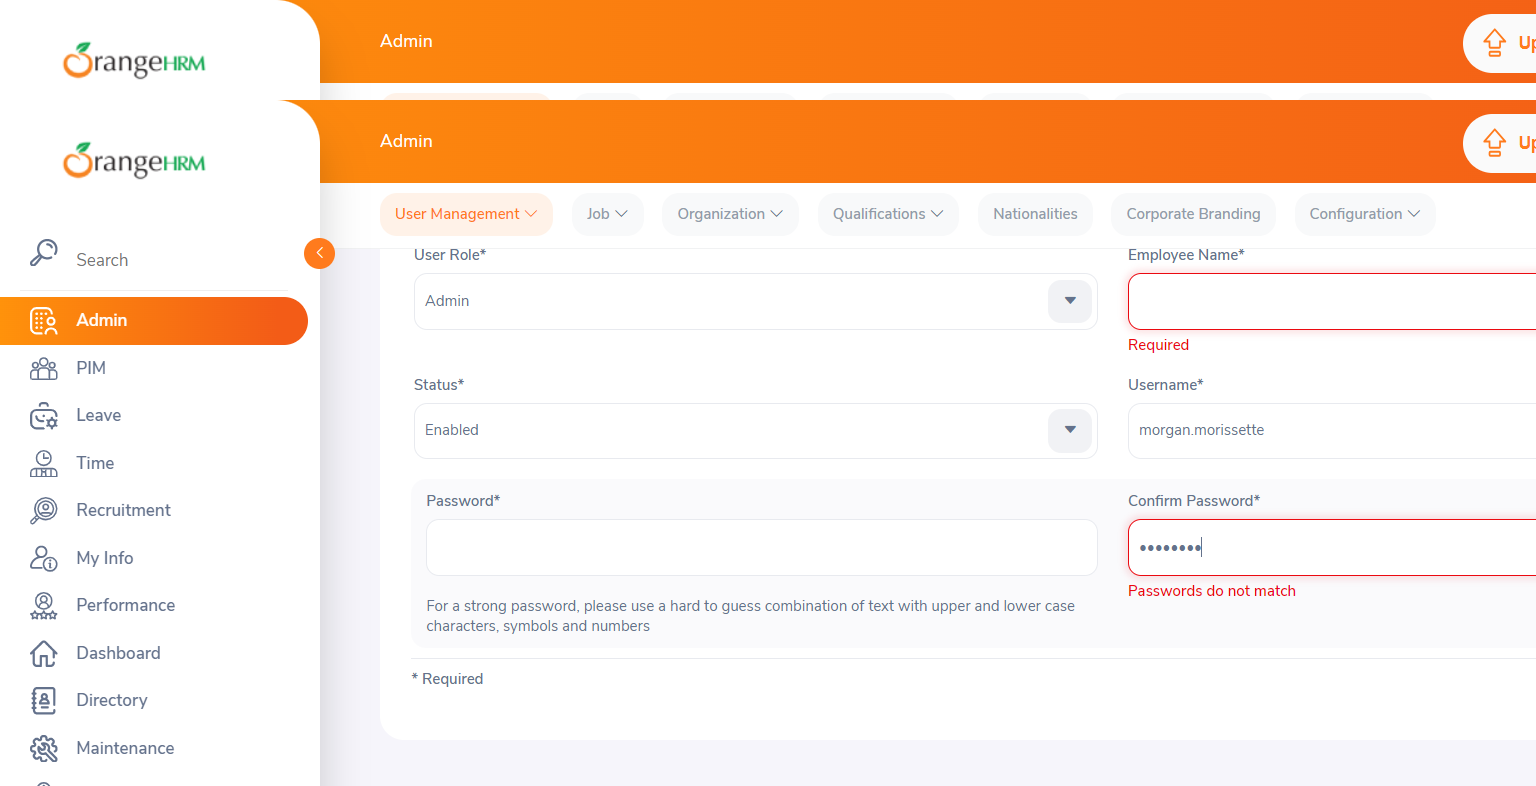 OrangeHRM
Admin
Up
OrangeHRM
Admin
Up
User Management
Job
Organization
Qualifications
Nationalities
Corporate Branding
Configuration
Search
Admin
PIM
Leave
Time
Recruitment
My Info
Performance
Dashboard
Directory
Maintenance
User Role*
Employee Name*
Admin
Required
Status*
Username*
Enabled
morgan.morissette
Password*
Confirm Password*
••••••••
For a strong password, please use a hard to guess combination of text with upper and lower case
characters, symbols and numbers
Passwords do not match
* Required